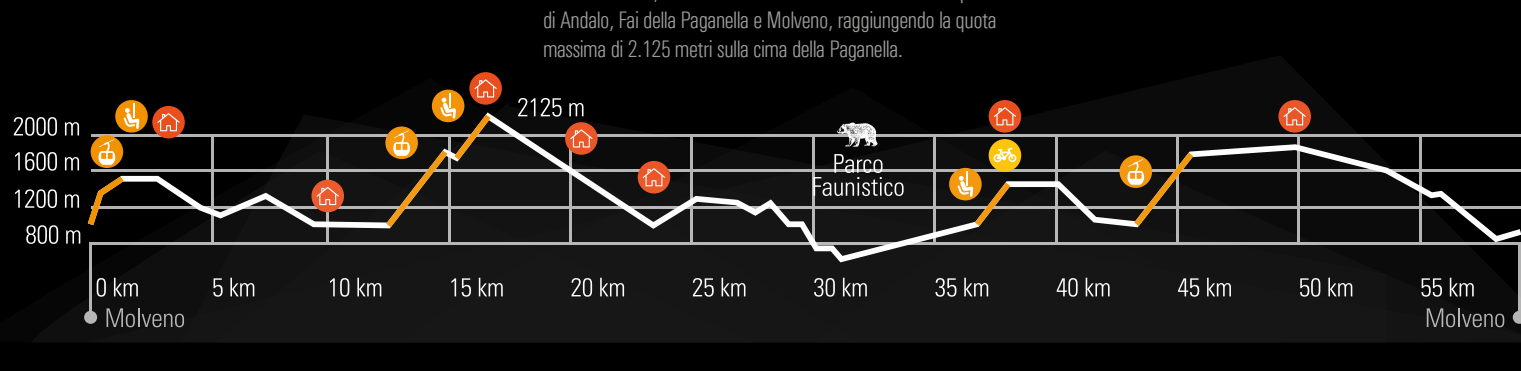 di Andalo, Fai della Paganella e Molveno, raggiungendo la quota
massima di 2.125 metri sulla cima della Paganella.
2125 m
2000 m
1600 m
1200 m
800 m
Parco
Faunistico
0 km 5 km 10 km 15 km 20 km 25 km 30 km 35 km 40 km 45 km 50 km 55 km
Molveno Molveno